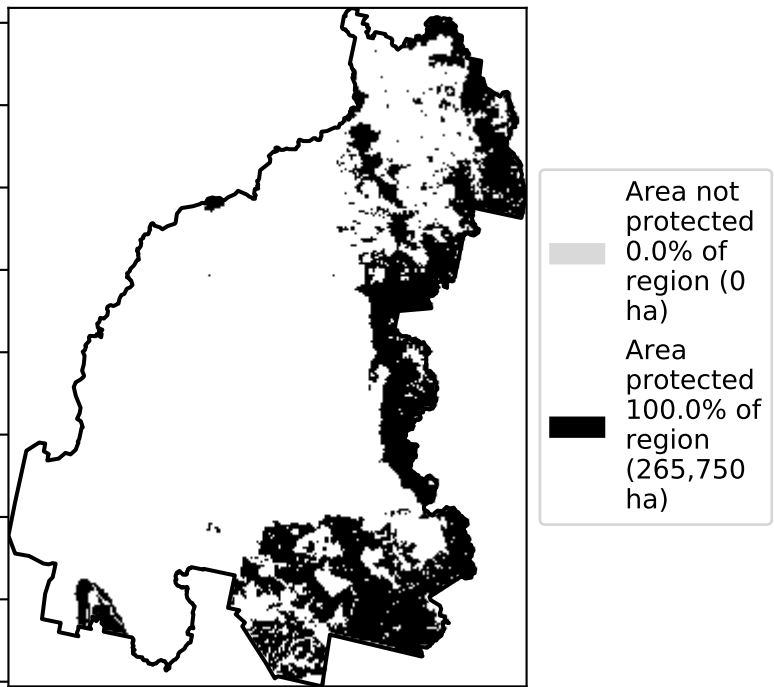 Area not
protected
0.0% of
region (0
ha)
Area
protected
100.0% of
region
(265,750
ha)